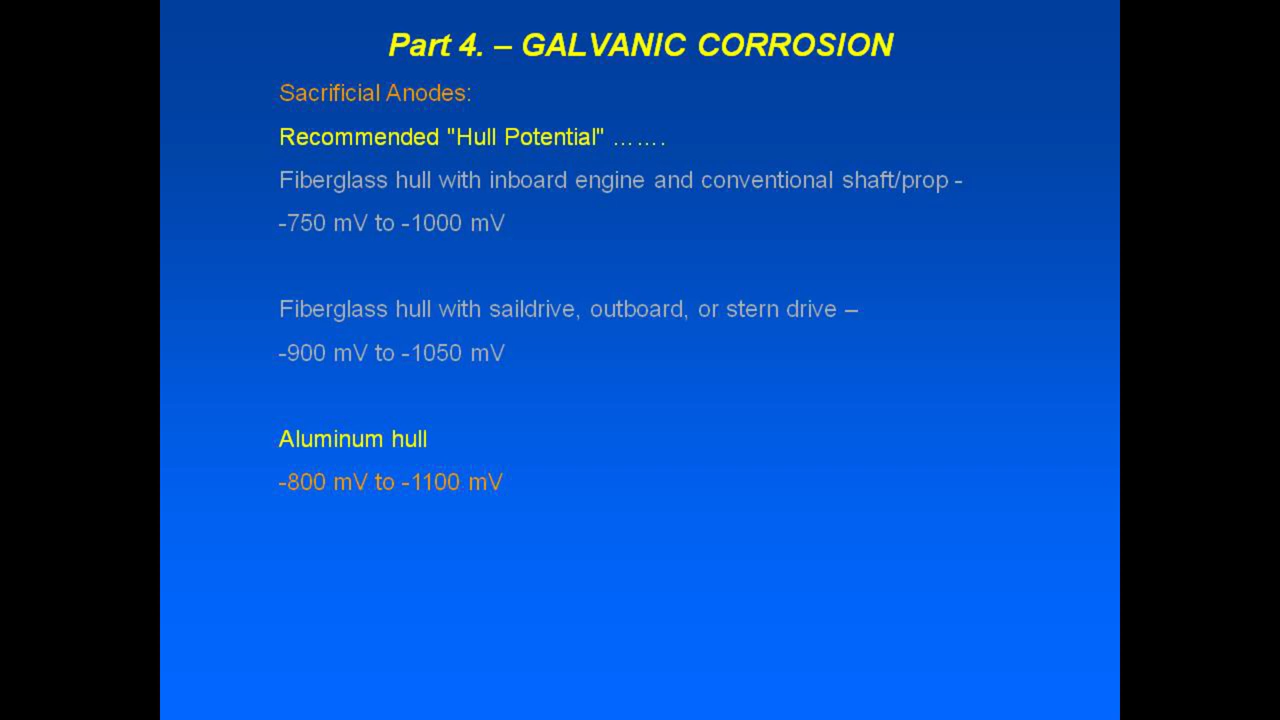 Part 4. – GALVANIC CORROSION
Sacrificial Anodes:
Recommended "Hull Potential" …….
Fiberglass hull with inboard engine and conventional shaft/prop -
-750 mV to -1000 mV
Fiberglass hull with saildrive, outboard, or stern drive –
-900 mV to -1050 mV
Aluminum hull
-800 mV to -1100 mV